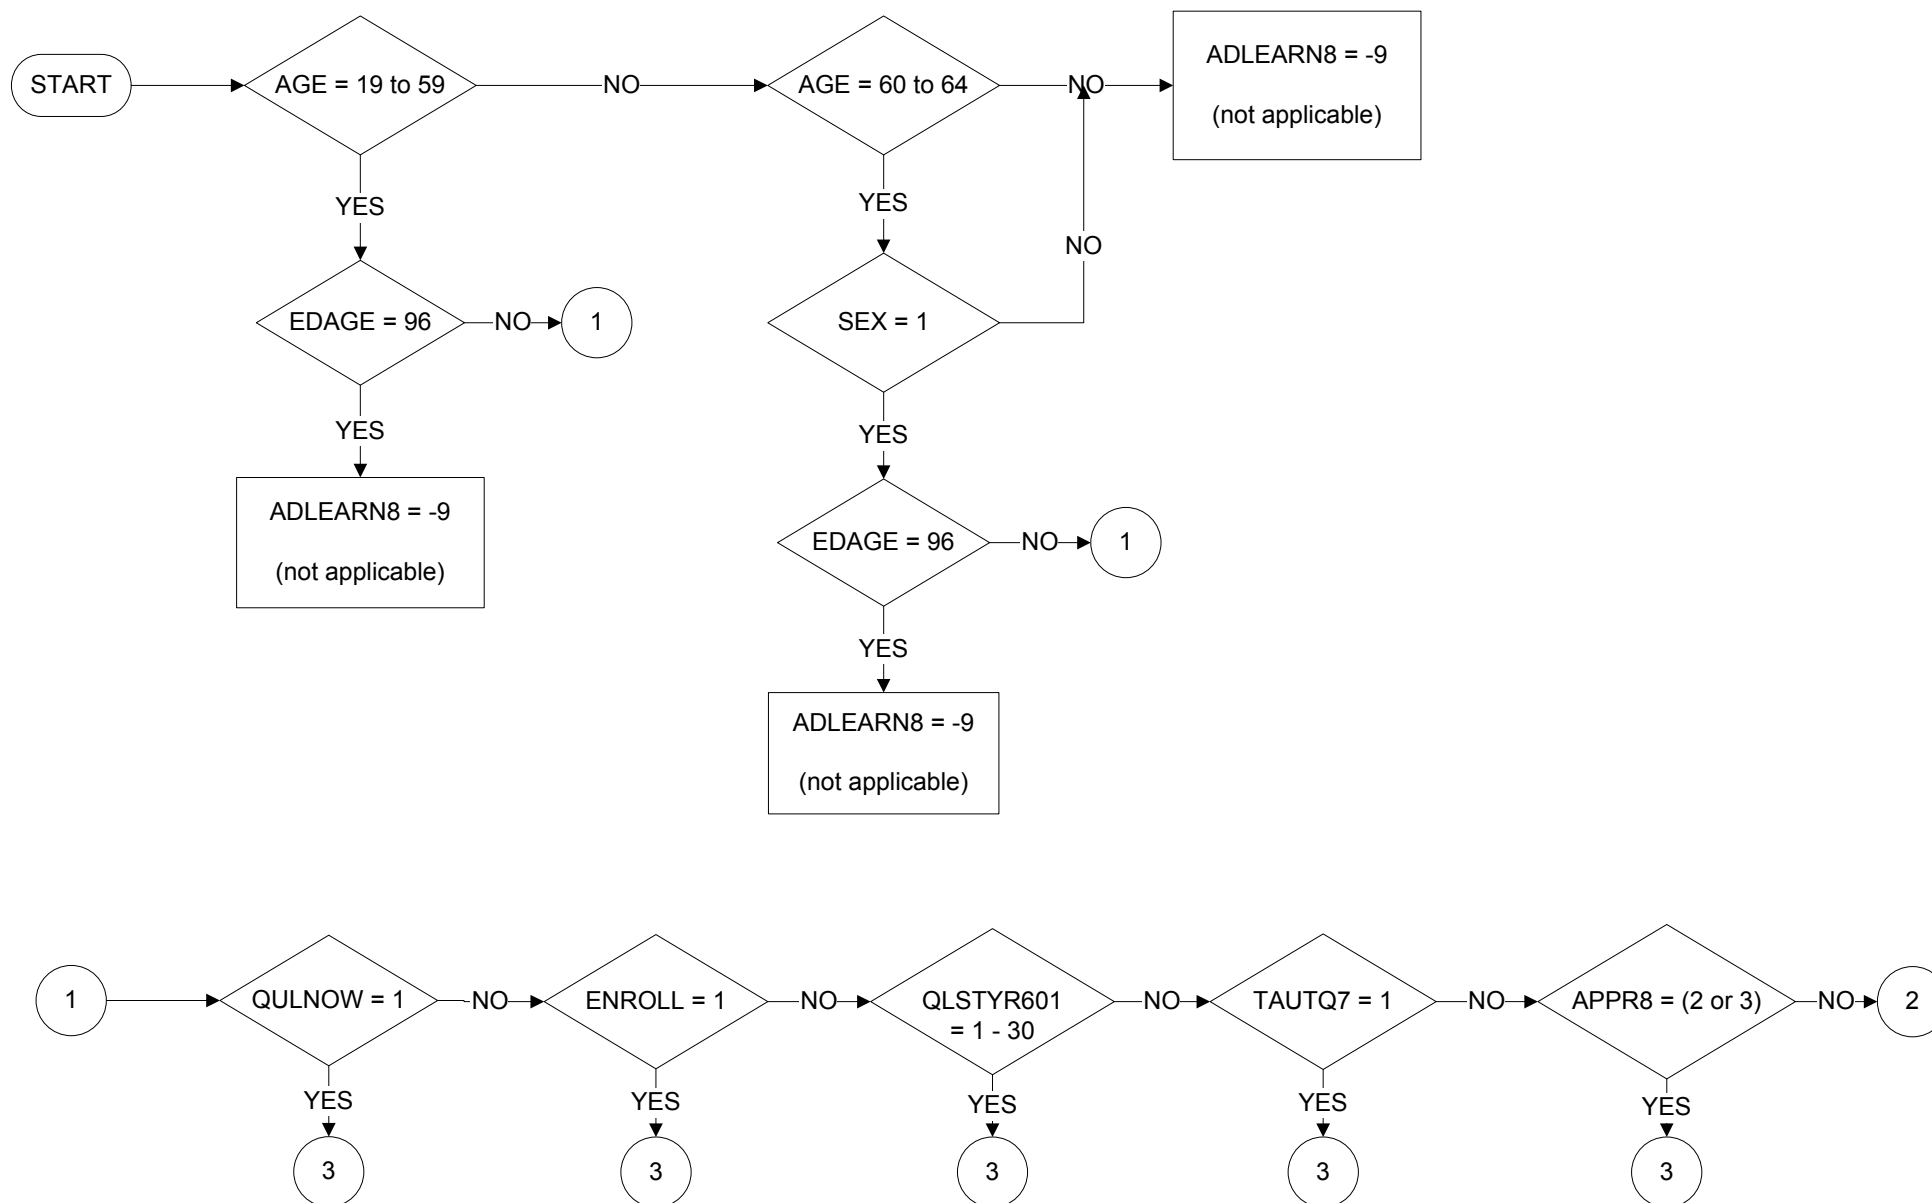 START
AGE = 19 to 59
NO
AGE = 60 to 64
NO
ADLEARN8 = -9
(not applicable)
YES
YES
NO
EDAGE = 96
NO
1
SEX = 1
YES
YES
ADLEARN8 = -9
(not applicable)
EDAGE = 96
NO
1
YES
ADLEARN8 = -9
(not applicable)
1
QULNOW = 1
NO
ENROLL = 1
NO
QLSTYR601
= 1 - 30
NO
TAUTQ7 = 1
NO
APPR8 = (2 or 3)
NO
2
YES
YES
YES
YES
YES
3
3
3
3
3